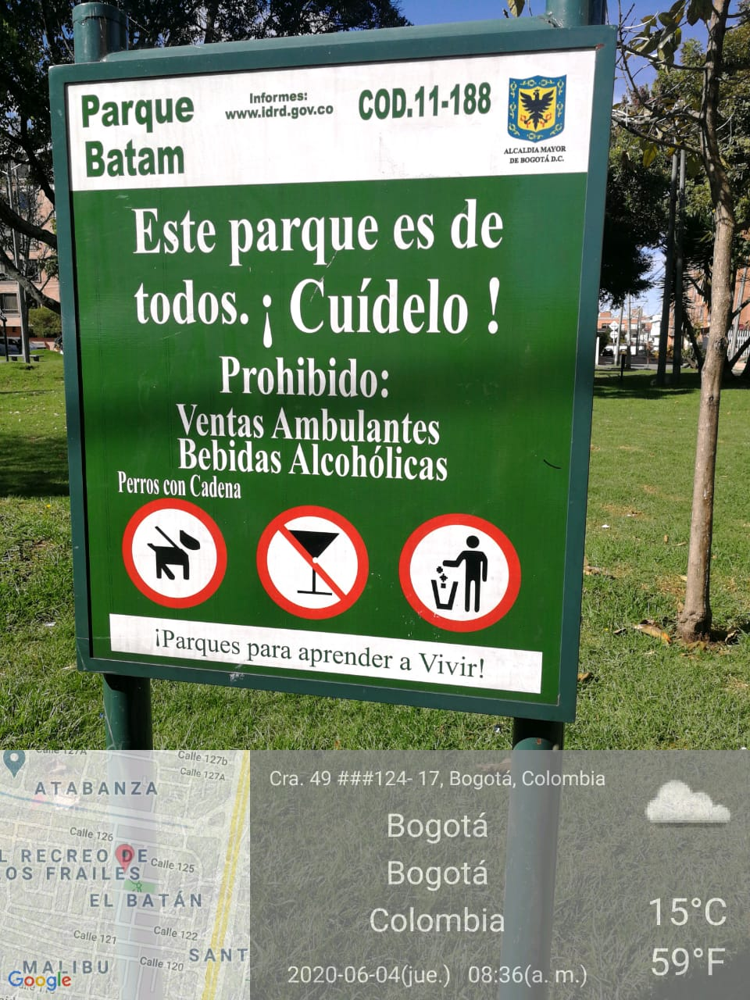 Parque
Batam
Informes:
www.idrd.gov.co
COD.11-188
ALCALDIA MAYOR
DE BOGOTÁ D.C.
Este parque es de
todos. ¡ Cuídelo !
Prohibido:
Ventas Ambulantes
Bebidas Alcohólicas
Perros con Cadena
¡Parques para aprender a Vivir!
Calle 127A
Calle 127b
Calle 127A
ATABANZA
Calle 126
L RECREO DE
OS FRAILES
Calle 125
EL BATÁN
Calle 121
Calle 122
SANT
Calle 120
MALIBU
Google
Cra. 49 ###124- 17, Bogotá, Colombia
Bogotá
Bogotá
Colombia
15°C
59°F
2020-06-04(jue.) 08:36(a. m.)